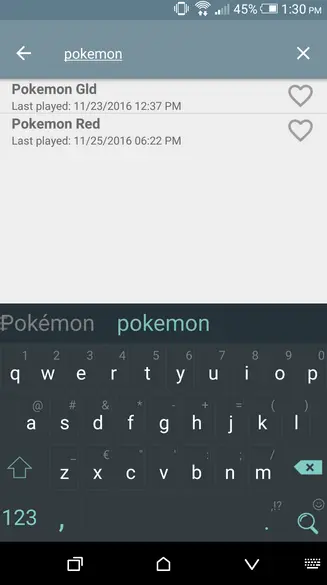 45% 1:30 PM
pokemon
Pokemon Gld
Last played: 11/23/2016 12:37 PM
Pokemon Red
Last played: 11/25/2016 06:22 PM
Pokémon pokemon
1 2 3 4 5 6 7 8 9 0
q w e r t y u i o p
@ # & * - + = ( )
a s d f g h j k l
€ " ' : ; /
z x c v b n m
,!?
123 , .